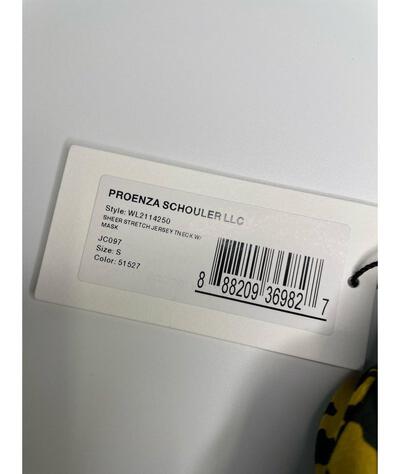 PROENZA SCHOULER LLC
Style: WL2114250
SHEER STRETCH JERSEY TNECK W/
MASK
JC097
Size: S
Color: 51527
8 88209 36982 7